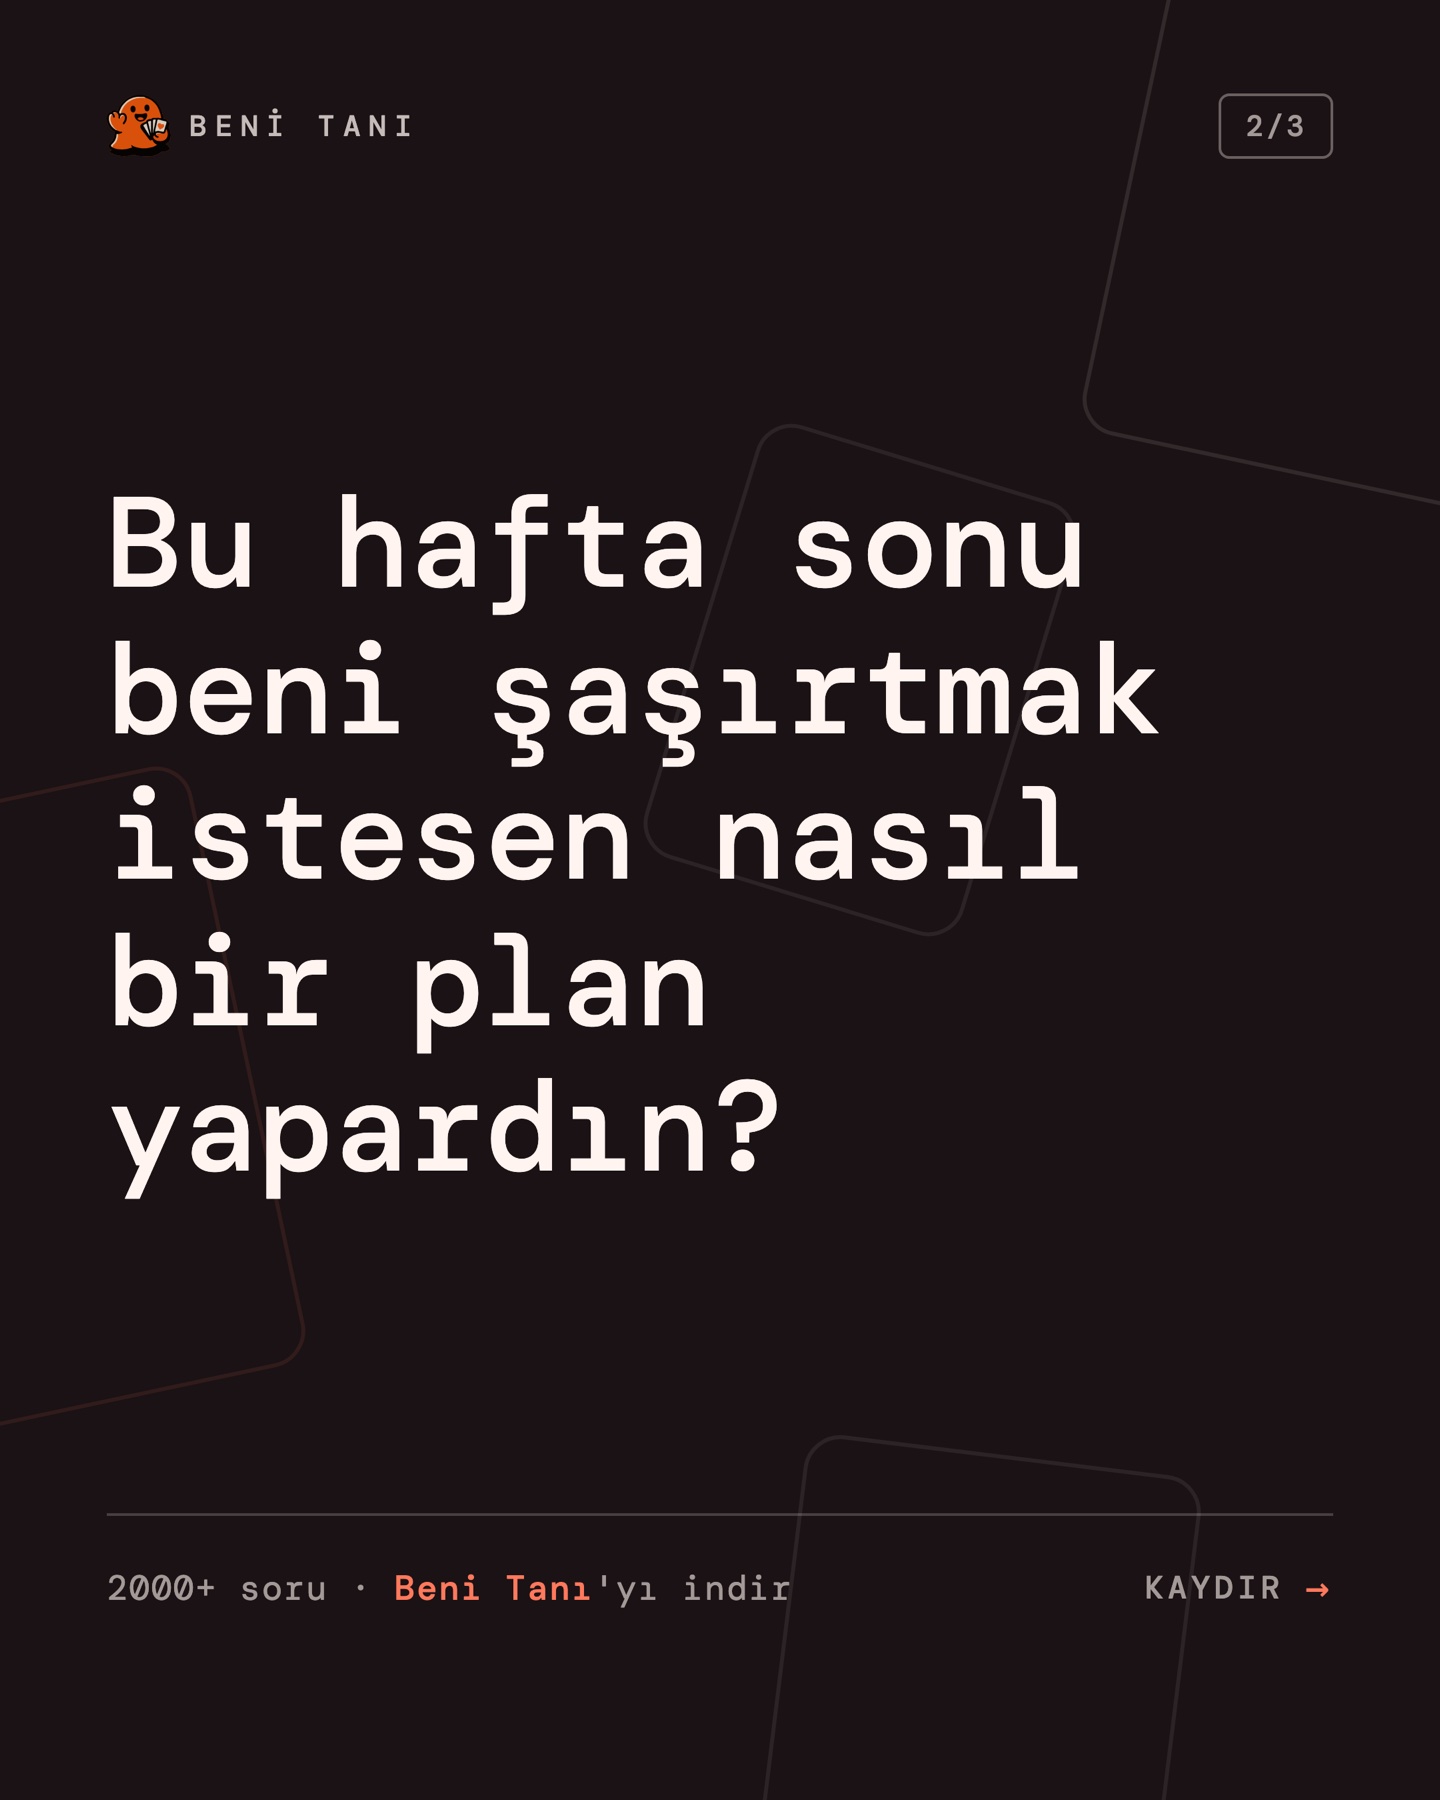 BENİ TANI
2/3
Bu hafta sonu
beni şaşırtmak
istesen nasıl
bir plan
yapardın?
2000+ soru · Beni Tanı'yı indir
KAYDIR →